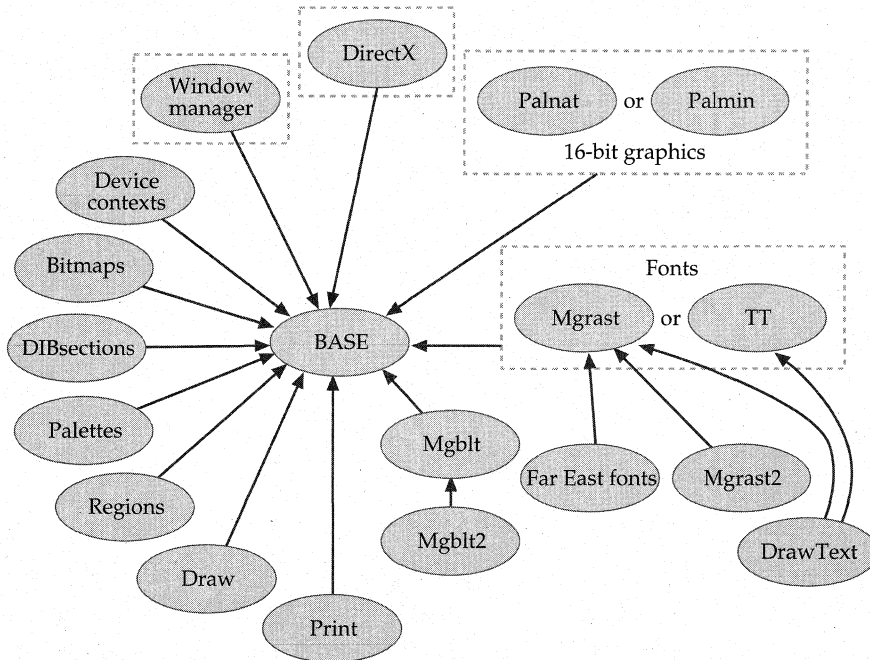 DirectX
Window
manager
Palnat or Palmin
16-bit graphics
Device
contexts
Bitmaps
Fonts
Mgrast or TT
BASE
DIBsections
Palettes
Mgblt
Regions
Far East fonts
Mgrast2
Mgblt2
DrawText
Draw
Print